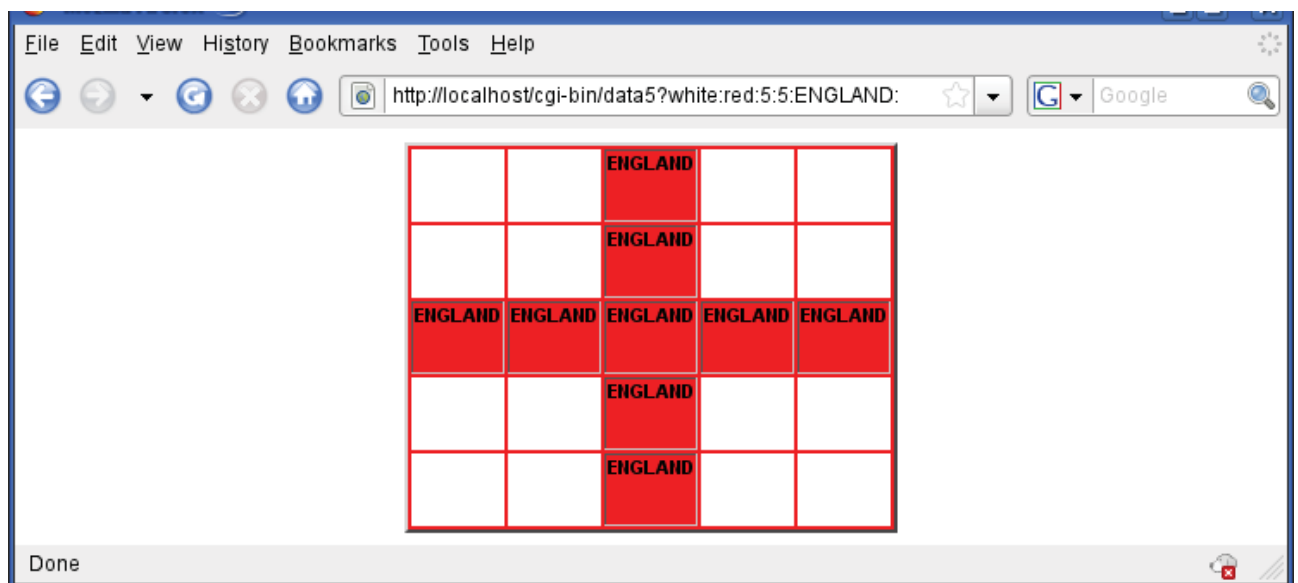 File Edit View History Bookmarks Tools Help
http://localhost/cgi-bin/data5?white:red:5:5:ENGLAND: G Google
ENGLAND
ENGLAND
ENGLAND ENGLAND ENGLAND ENGLAND ENGLAND
ENGLAND
ENGLAND
Done